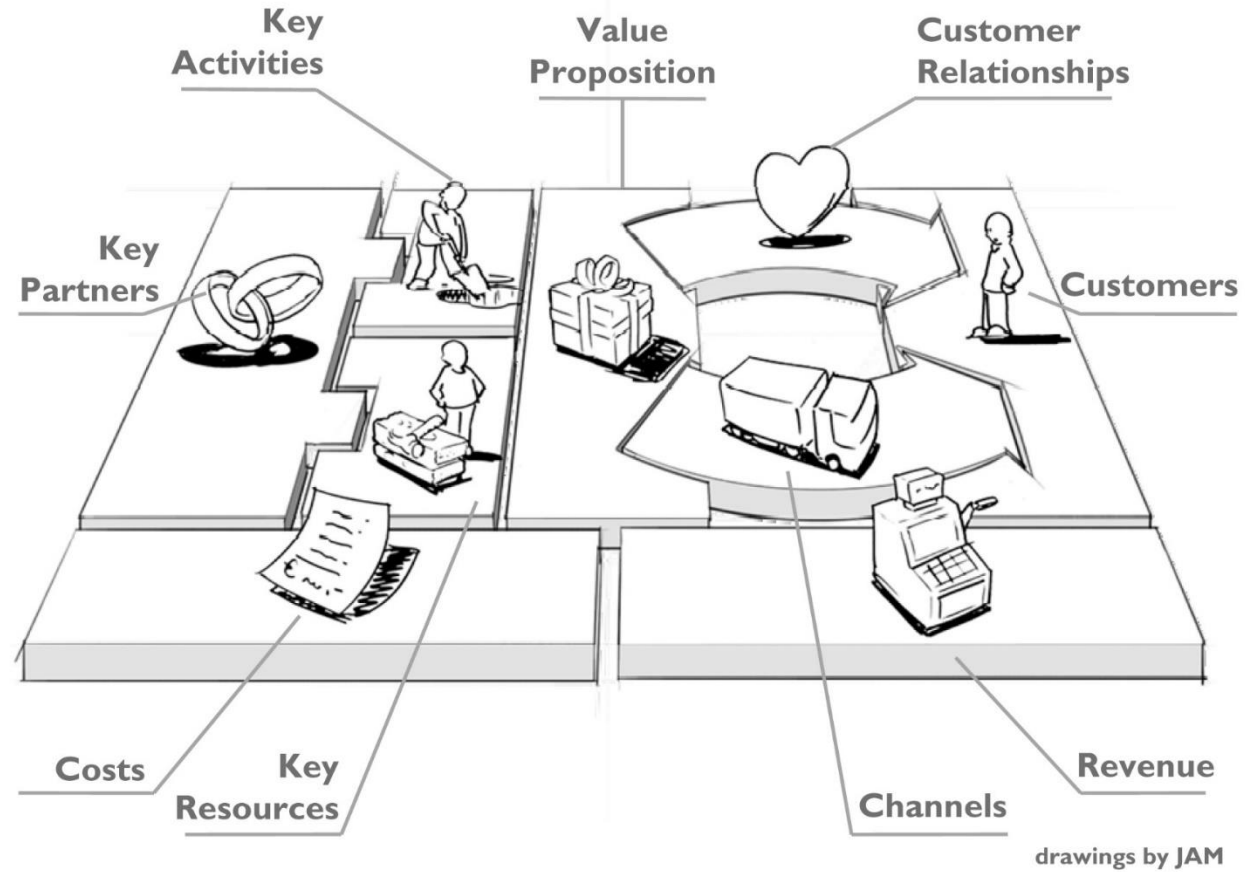 Key
Activities
Value
Proposition
Customer
Relationships
Key
Partners
Customers
€
Costs
Key
Resources
Channels
Revenue
drawings by JAM